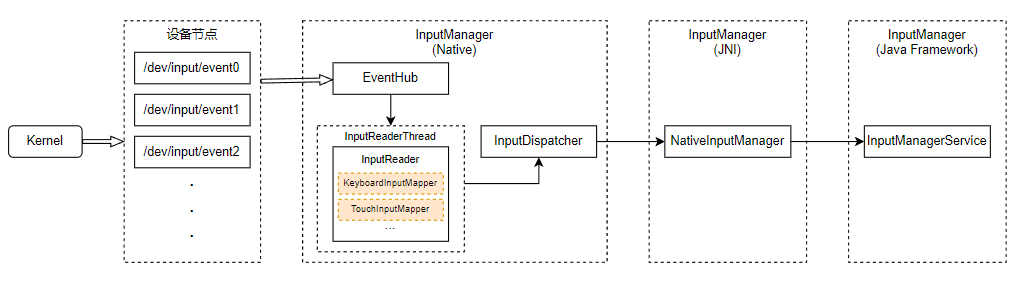 Kernel
设备节点
/dev/input/event0
/dev/input/event1
/dev/input/event2
.
.
.
InputManager
(Native)
EventHub
InputReaderThread
InputReader
KeyboardInputMapper
TouchInputMapper
...
InputDispatcher
InputManager
(JNI)
NativeInputManager
InputManager
(Java Framework)
InputManagerService